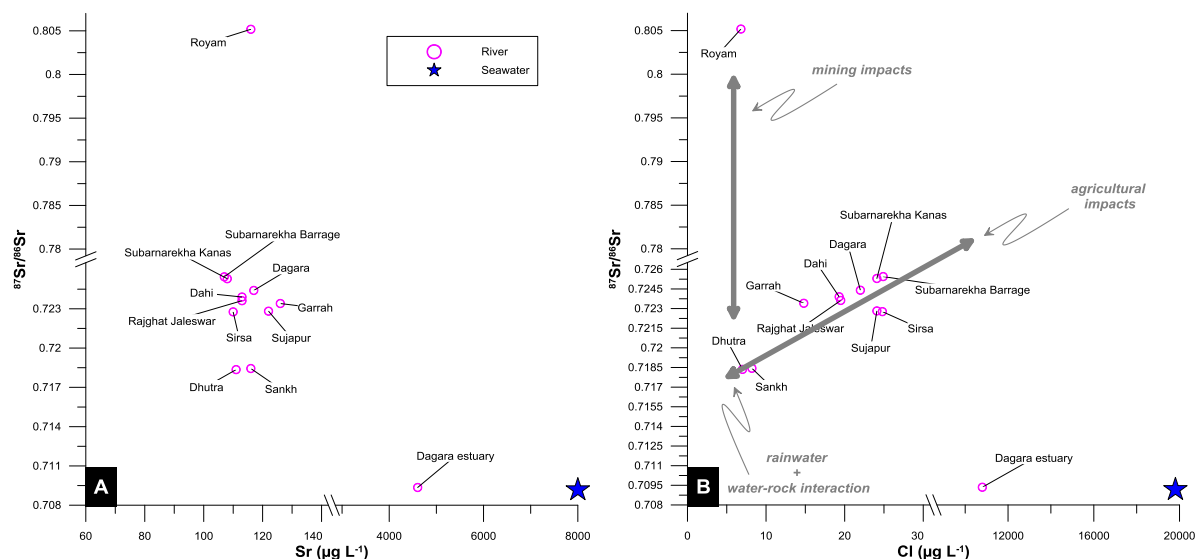 0.805
0.8
0.795
0.79
0.785
0.78
0.723
0.72
0.717
0.714
0.711
0.708
⁸⁷Sr/⁸⁶Sr
Royam
River
Seawater
Subarnarekha Barrage
Subarnarekha Kanas
Dagara
Dahi
Rajghat Jaleswar
Garrah
Sirsa
Sujapur
Dhutra
Sankh
Dagara estuary
A
60 80 100 120 140 4000 6000 8000
Sr (µg L⁻¹)
0.805
0.8
0.795
0.79
0.785
0.78
0.726
0.7245
0.723
0.7215
0.72
0.7185
0.717
0.7155
0.714
0.7125
0.711
0.7095
0.708
⁸⁷Sr/⁸⁶Sr
Royam
mining impacts
agricultural
impacts
Subarnarekha Kanas
Dagara
Dahi
Garrah
Subarnarekha Barrage
Rajghat Jaleswar
Sujapur
Sirsa
Dhutra
Sankh
rainwater
+
water-rock interaction
Dagara estuary
B
0 10 20 30 12000 16000 20000
Cl (µg L⁻¹)